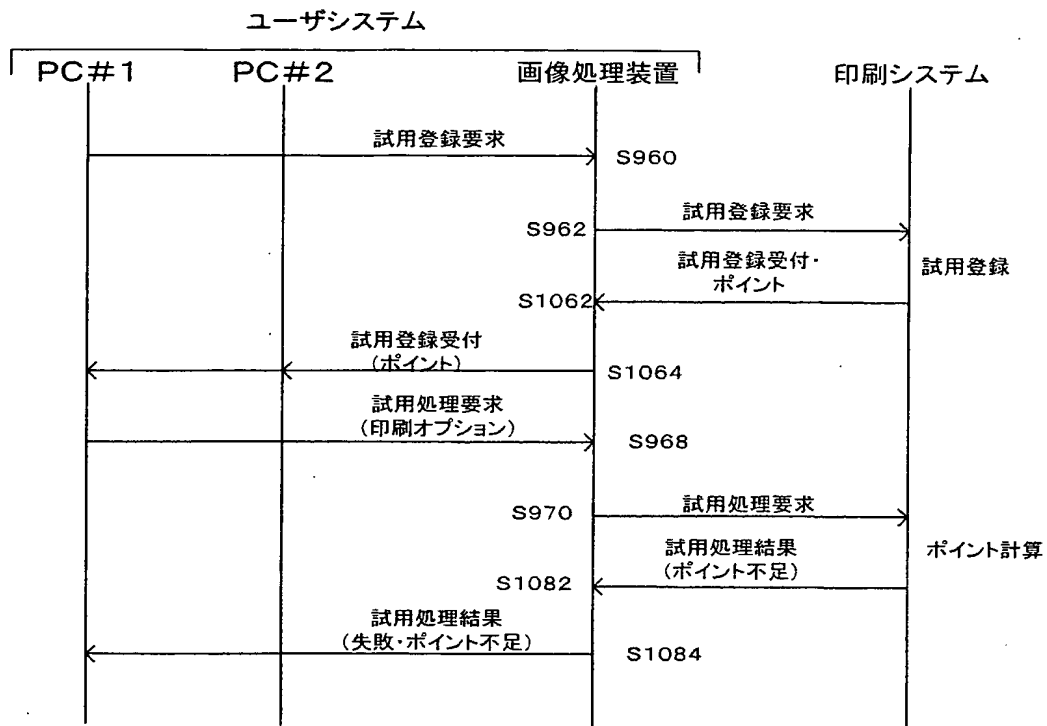 ユーザシステム
PC#1 PC#2 画像処理装置 印刷システム
試用登録要求
S960
試用登録要求
S962
試用登録
試用登録受付・
ポイント
S1062
試用登録受付
(ポイント)
S1064
試用処理要求
(印刷オプション)
S968
試用処理要求
S970
ポイント計算
試用処理結果
(ポイント不足)
S1082
試用処理結果
(失敗・ポイント不足)
S1084